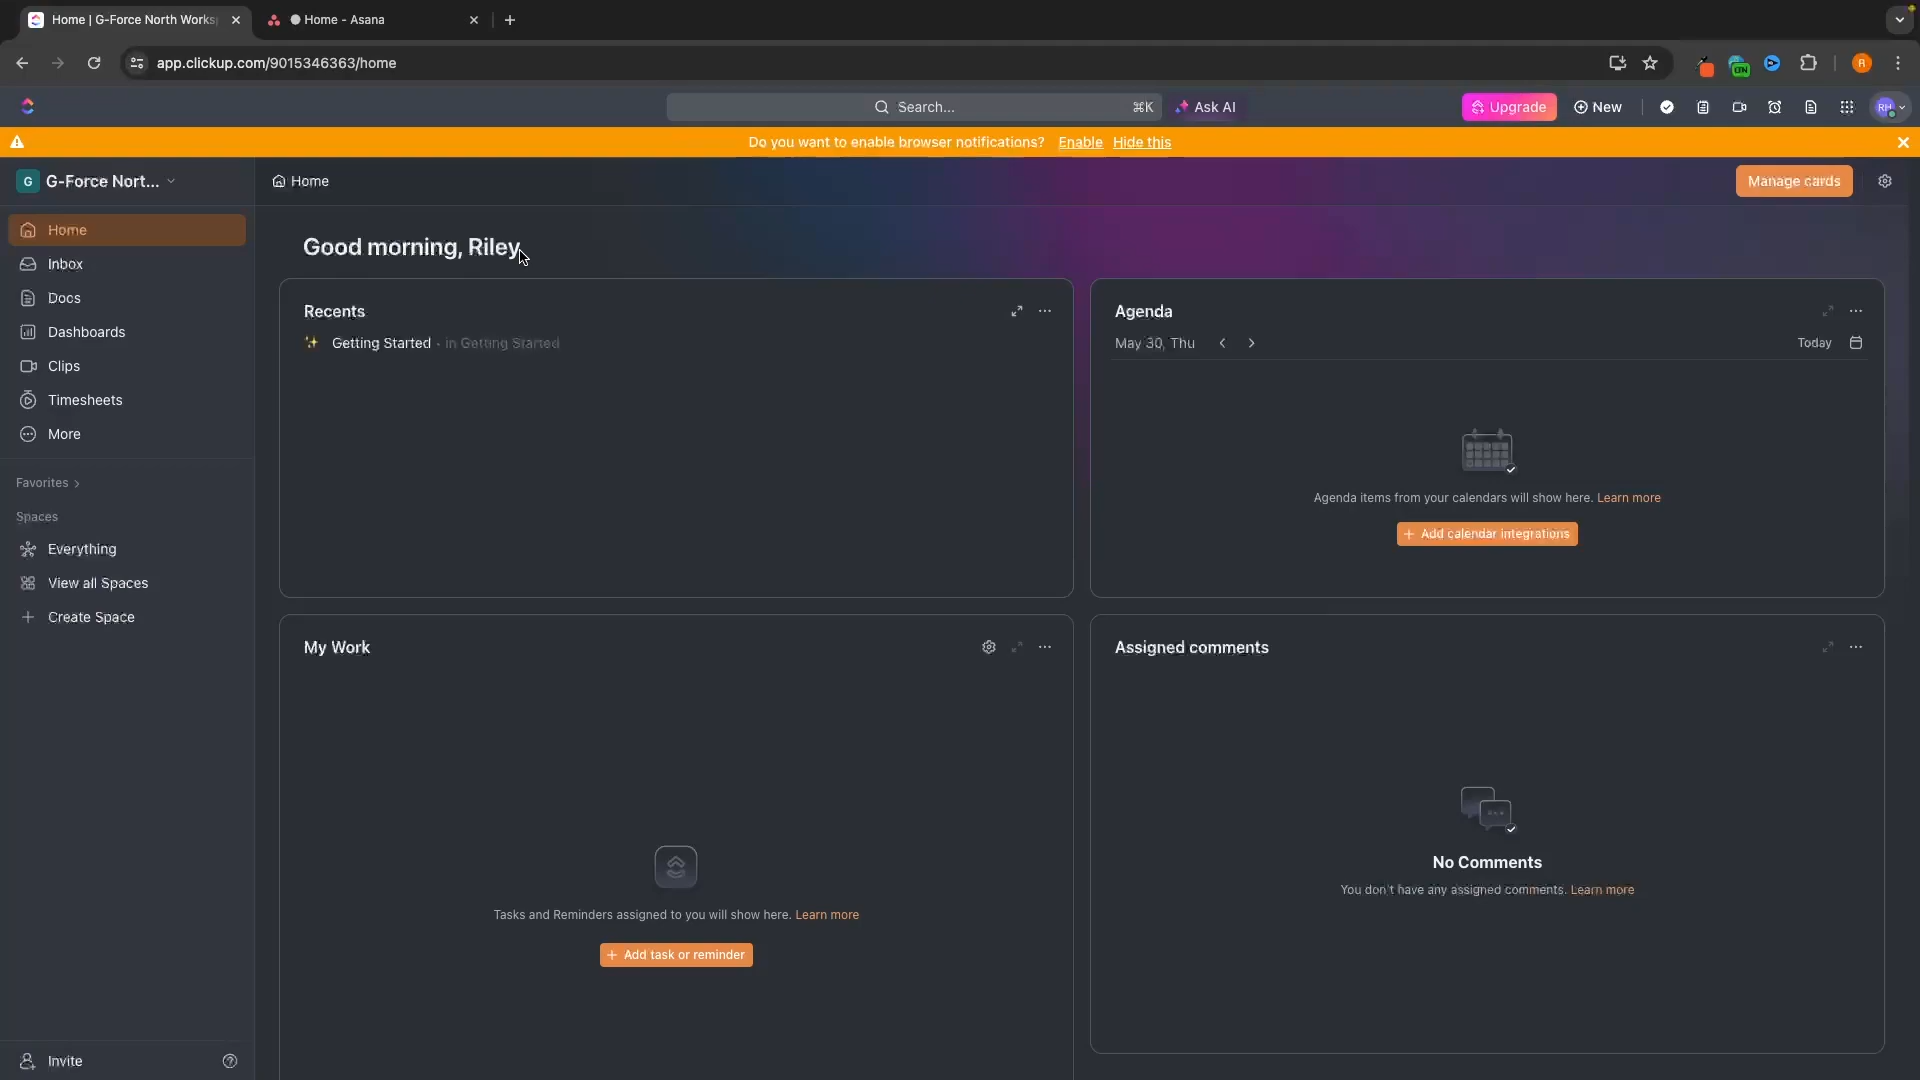 Home | G-Force North Works
Home - Asana
app.clickup.com/9015346363/home
R
ON
Search...
⌘K
Ask AI
Upgrade
New
RH
Do you want to enable browser notifications? Enable Hide this
G
G-Force Nort...
Home
Manage cards
Home
Inbox
Docs
Dashboards
Clips
Timesheets
More
Favorites
Spaces
Everything
View all Spaces
Create Space
Invite
Good morning, Riley
Recents
Getting Started · in Getting Started
Agenda
May 30, Thu
Today
Agenda items from your calendars will show here. Learn more
+ Add calendar integrations
My Work
Tasks and Reminders assigned to you will show here. Learn more
+ Add task or reminder
Assigned comments
No Comments
You don't have any assigned comments. Learn more